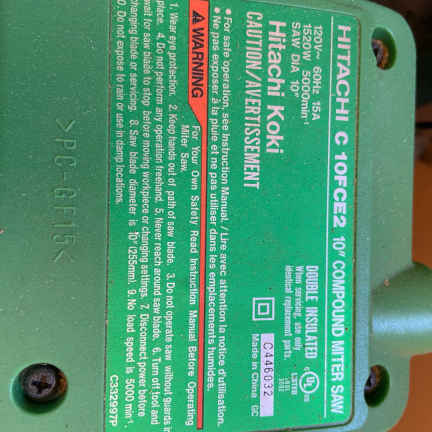 HITACHI C 10FCE2 10" COMPOUND MITER SAW
120V~ 60Hz 15A
1520W 5000min⁻¹
SAW DIA 10"
DOUBLE INSULATED
When servicing, use only
identical replacement parts.
UL
LISTED
Hitachi Koki
C446032
Made in China GC
CAUTION/AVERTISSEMENT
• For safe operation, see Instruction Manual. / Lire avec attention la notice d'utilisation.
• Ne pas exposer à la pluie et ne pas utiliser dans les emplacements humides.
WARNING
For Your Own Safety Read Instruction Manual Before Operating
Miter Saw.
1. Wear eye protection. 2. Keep hands out of path of saw blade. 3. Do not operate saw without guards in
place. 4. Do not perform any operation freehand. 5. Never reach around saw blade. 6. Turn off tool and
wait for saw blade to stop before moving workpiece or changing settings. 7. Disconnect power before
changing blade or servicing. 8. Saw blade diameter is 10" (255mm). 9. No load speed is 5000 min⁻¹.
0. Do not expose to rain or use in damp locations.
C332997P
>PC-GF15<